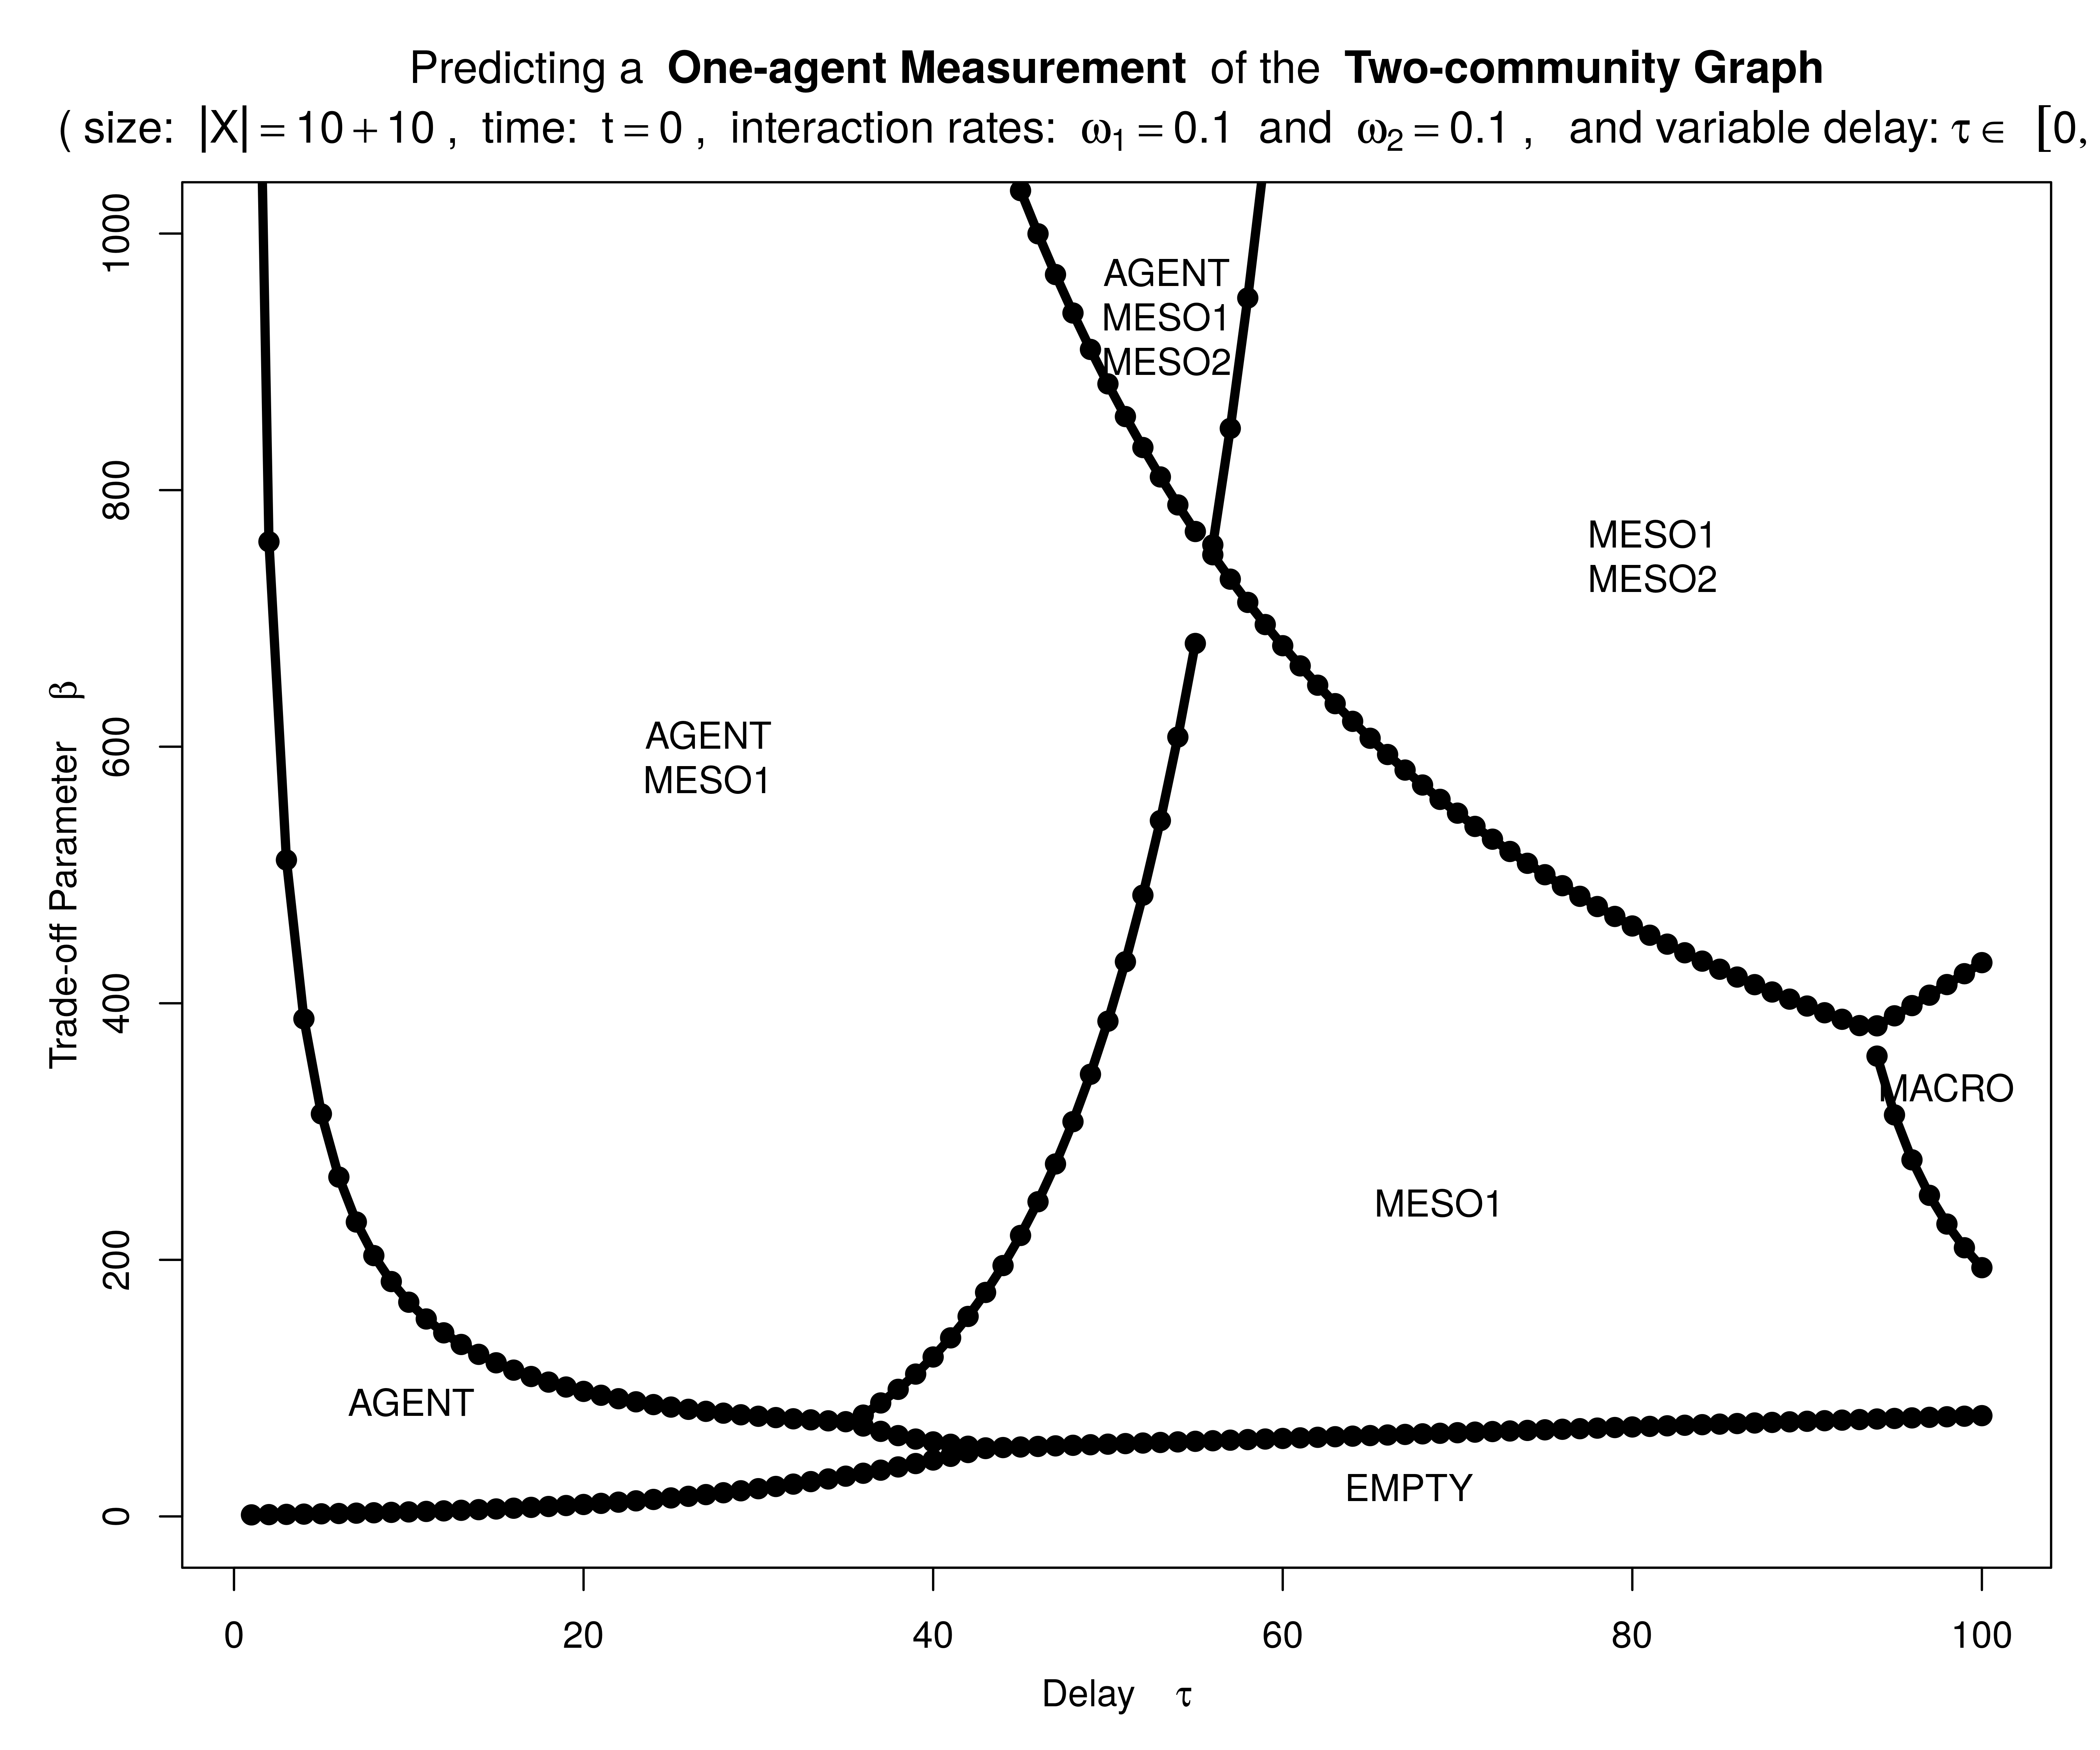 Predicting a One-agent Measurement of the Two-community Graph
( size: |X| = 10 + 10 , time: t = 0 , interaction rates: ω₁ = 0.1 and ω₂ = 0.1 , and variable delay: τ ∈ [0,
1000
800
600
400
200
0
Trade-off Parameter β
AGENT
MESO1
MESO2
MESO1
MESO2
AGENT
MESO1
MACRO
MESO1
AGENT
EMPTY
0 20 40 60 80 100
Delay τ